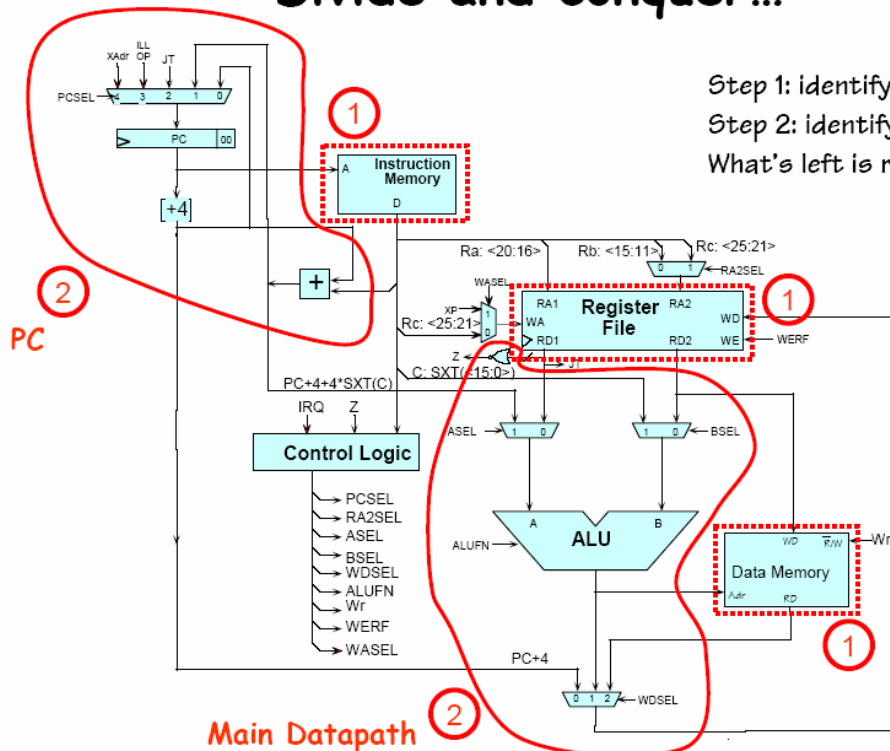 Divide and Conquer...
Step 1: identify
Step 2: identify
What's left is
XAdr
ILL
OP
JT
PCSEL
4 3 2 1 0
PC
00
+4
+
2
PC
1
A
Instruction
Memory
D
Ra: <20:16>
Rb: <15:11>
Rc: <25:21>
0 1
RA2SEL
WASEL
XP
1
0
Rc: <25:21>
RA1
RA2
Register
File
WA
WD
RD1
RD2
WE
WERF
1
Z
JT
C: SXT(<15:0>)
PC+4+4*SXT(C)
IRQ
Z
Control Logic
PCSEL
RA2SEL
ASEL
BSEL
WDSEL
ALUFN
Wr
WERF
WASEL
ASEL
1 0
1 0
BSEL
A
B
ALU
ALUFN
WD
R/W
Wr
Data Memory
Adr
RD
1
PC+4
0 1 2
WDSEL
Main Datapath
2